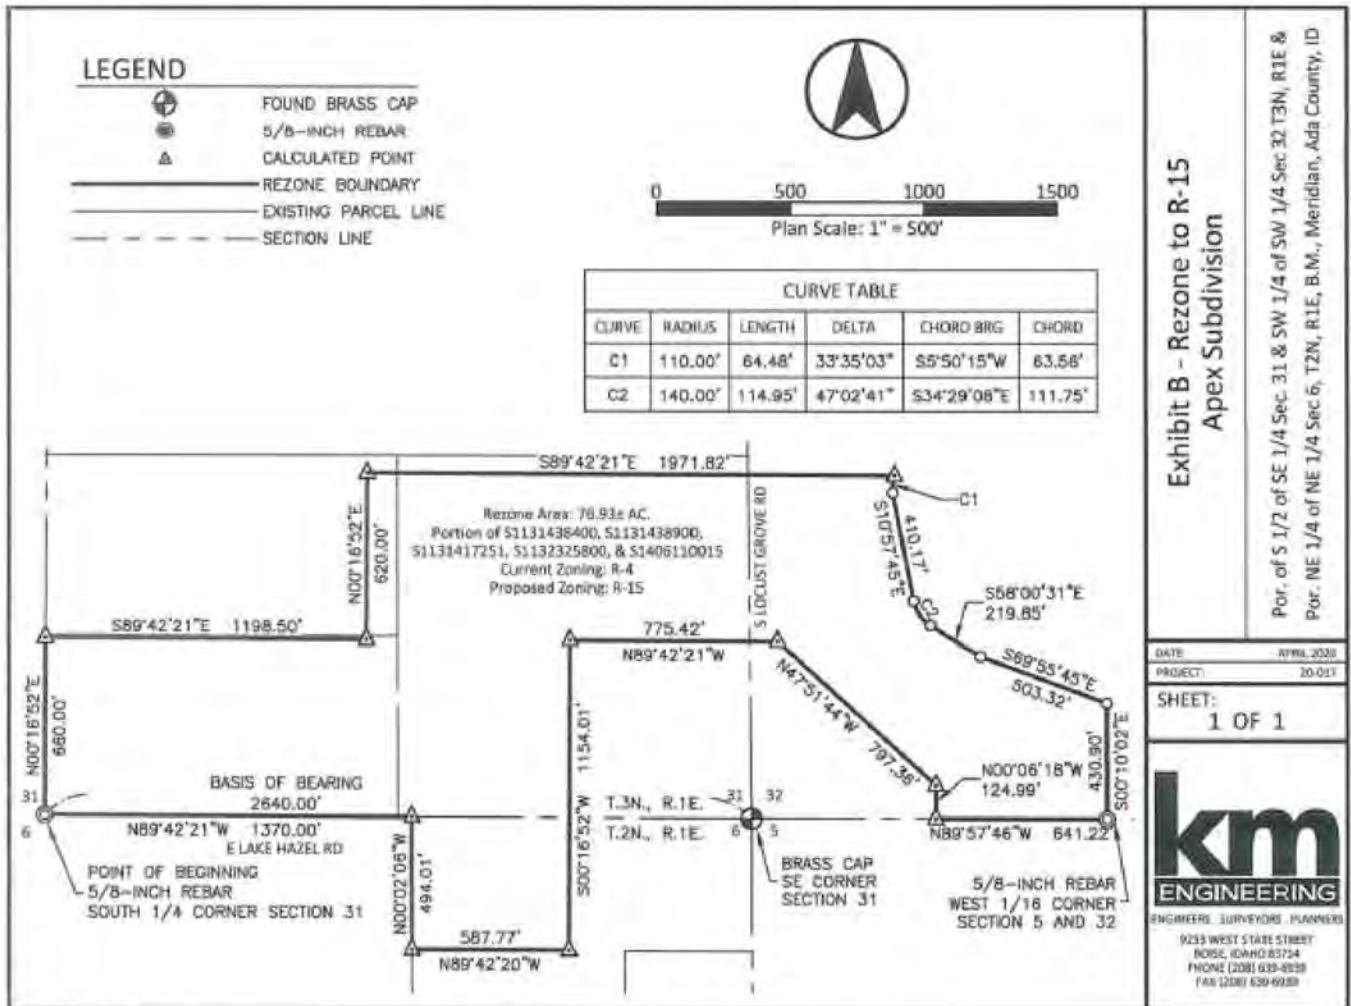 LEGEND
FOUND BRASS CAP
5/8-INCH REBAR
CALCULATED POINT
REZONE BOUNDARY
EXISTING PARCEL LINE
SECTION LINE
0 500 1000 1500
Plan Scale: 1" = 500'
CURVE TABLE
CURVE RADIUS LENGTH DELTA CHORD BRG CHORD
C1 110.00' 64.48' 33°35'03" S5°50'15"W 63.56'
C2 140.00' 114.95' 47°02'41" S34°29'08"E 111.75'
S89°42'21"E 1971.82'
C1
N00°16'52"E
620.00'
Rezone Area: 76.93± AC.
Portion of S1131438400, S1131438900,
S1131417251, S1132325800, & S1406110015
Current Zoning: R-4
Proposed Zoning: R-15
S LOCUST GROVE RD
410.17'
S10°57'45"E
C2
S58°00'31"E
219.85'
S89°42'21"E 1198.50'
775.42'
N89°42'21"W
S69°55'45"E
503.32'
N00°16'52"E
680.00'
N47°51'44"W
797.36'
S00°16'52"W 1154.01'
430.90'
S00°10'02"E
N00°06'18"W
124.99'
BASIS OF BEARING
2640.00'
N89°42'21"W 1370.00'
E LAKE HAZEL RD
31
6
T.3N., R.1E.
T.2N., R.1E.
31 32
6 5
N89°57'46"W 641.22'
POINT OF BEGINNING
5/8-INCH REBAR
SOUTH 1/4 CORNER SECTION 31
N00°02'06"W
494.01'
BRASS CAP
SE CORNER
SECTION 31
5/8-INCH REBAR
WEST 1/16 CORNER
SECTION 5 AND 32
587.77'
N89°42'20"W
Exhibit B - Rezone to R-15
Apex Subdivision
Por. of S 1/2 of SE 1/4 Sec. 31 & SW 1/4 of SW 1/4 Sec 32 T3N, R1E &
Por. NE 1/4 of NE 1/4 Sec 6, T2N, R1E, B.M., Meridian, Ada County, ID
DATE: APRIL 2020
PROJECT: 20-017
SHEET:
1 OF 1
km
ENGINEERING
ENGINEERS . SURVEYORS . PLANNERS
9233 WEST STATE STREET
BOISE, IDAHO 83714
PHONE (208) 639-6939
FAX (208) 639-6930